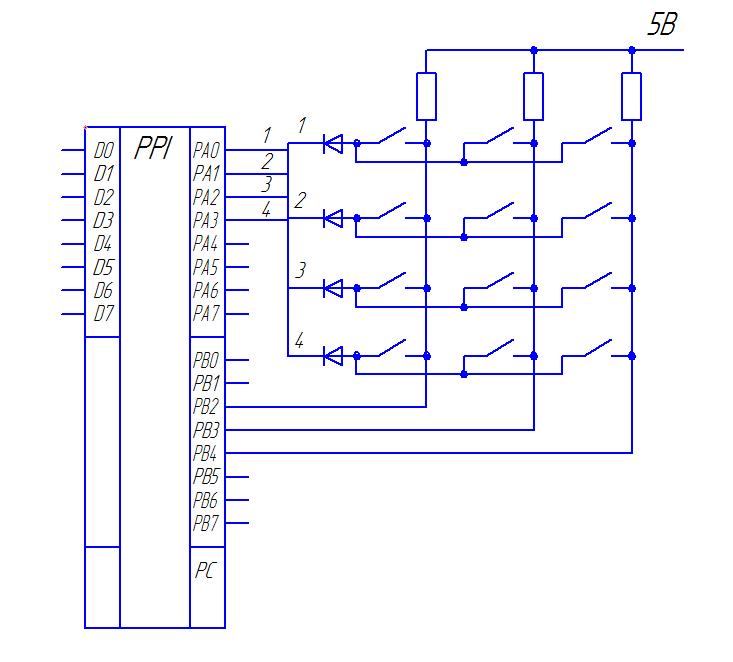 5В
PPI
D0 PA0 1 1
D1 PA1 2
D2 PA2 3
D3 PA3 4 2
D4 PA4
D5 PA5 3
D6 PA6
D7 PA7
4
PB0
PB1
PB2
PB3
PB4
PB5
PB6
PB7
PC